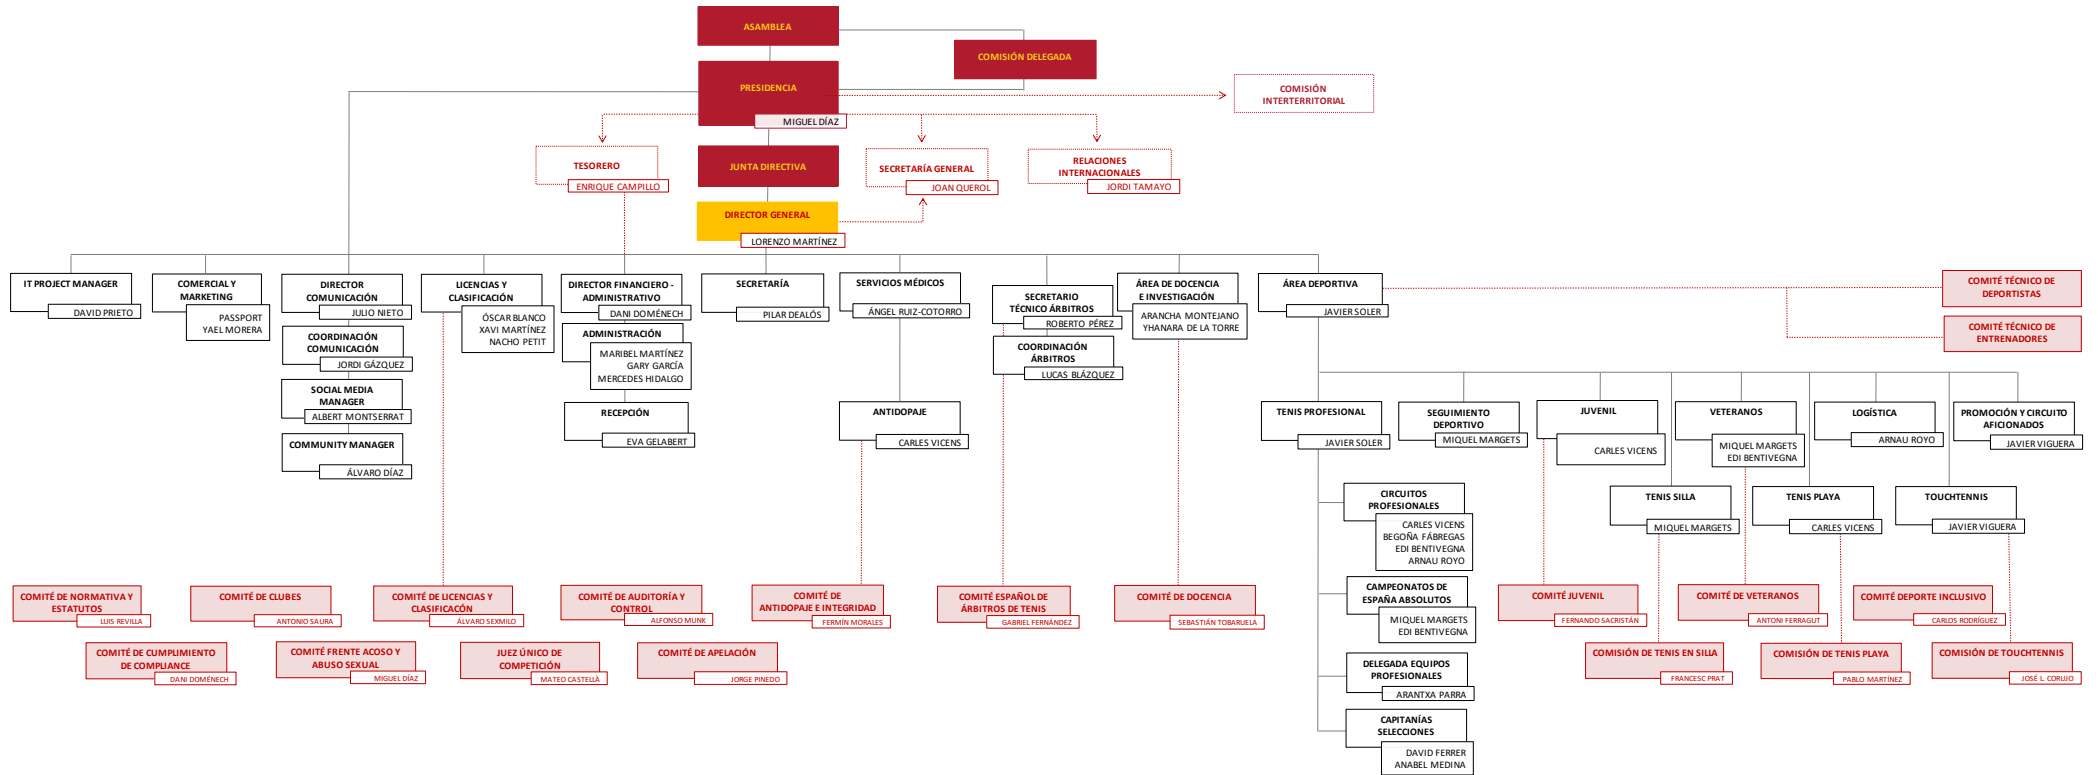 ASAMBLEA
COMISIÓN DELEGADA
PRESIDENCIA
MIGUEL DÍAZ
COMISIÓN
INTERTERRITORIAL
TESORERO
ENRIQUE CAMPILLO
JUNTA DIRECTIVA
SECRETARÍA GENERAL
JOAN QUEROL
RELACIONES
INTERNACIONALES
JORDI TAMAYO
DIRECTOR GENERAL
LORENZO MARTÍNEZ
IT PROJECT MANAGER
DAVID PRIETO
COMERCIAL Y
MARKETING
PASSPORT
YAEL MORERA
DIRECTOR
COMUNICACIÓN
JULIO NIETO
COORDINACIÓN
COMUNICACIÓN
JORDI GÁZQUEZ
SOCIAL MEDIA
MANAGER
ALBERT MONTSERRAT
COMMUNITY MANAGER
ÁLVARO DÍAZ
LICENCIAS Y
CLASIFICACIÓN
ÓSCAR BLANCO
XAVI MARTÍNEZ
NACHO PETIT
DIRECTOR FINANCIERO -
ADMINISTRATIVO
DANI DOMÉNECH
ADMINISTRACIÓN
MARIBEL MARTÍNEZ
GARY GARCÍA
MERCEDES HIDALGO
RECEPCIÓN
EVA GELABERT
SECRETARÍA
PILAR DEALÓS
SERVICIOS MÉDICOS
ÁNGEL RUIZ-COTORRO
ANTIDOPAJE
CARLES VICENS
SECRETARIO
TÉCNICO ÁRBITROS
ROBERTO PÉREZ
COORDINACIÓN
ÁRBITROS
LUCAS BLÁZQUEZ
ÁREA DE DOCENCIA
E INVESTIGACIÓN
ARANCHA MONTEJANO
YHANARA DE LA TORRE
ÁREA DEPORTIVA
JAVIER SOLER
COMITÉ TÉCNICO DE
DEPORTISTAS
COMITÉ TÉCNICO DE
ENTRENADORES
TENIS PROFESIONAL
JAVIER SOLER
SEGUIMIENTO
DEPORTIVO
MIQUEL MARGETS
JUVENIL
CARLES VICENS
VETERANOS
MIQUEL MARGETS
EDI BENTIVEGNA
LOGÍSTICA
ARNAU ROYO
PROMOCIÓN Y CIRCUITO
AFICIONADOS
JAVIER VIGUERA
TENIS SILLA
MIQUEL MARGETS
TENIS PLAYA
CARLES VICENS
TOUCHTENNIS
JAVIER VIGUERA
CIRCUITOS
PROFESIONALES
CARLES VICENS
BEGOÑA FÁBREGAS
EDI BENTIVEGNA
ARNAU ROYO
CAMPEONATOS DE
ESPAÑA ABSOLUTOS
MIQUEL MARGETS
EDI BENTIVEGNA
DELEGADA EQUIPOS
PROFESIONALES
ARANTXA PARRA
CAPITANÍAS
SELECCIONES
DAVID FERRER
ANABEL MEDINA
COMITÉ DE NORMATIVA Y
ESTATUTOS
LUIS REVILLA
COMITÉ DE CLUBES
ANTONIO SAURA
COMITÉ DE LICENCIAS Y
CLASIFICACÓN
ÁLVARO SEXMILO
COMITÉ DE AUDITORÍA Y
CONTROL
ALFONSO MUNK
COMITÉ DE
ANTIDOPAJE E INTEGRIDAD
FERMÍN MORALES
COMITÉ ESPAÑOL DE
ÁRBITROS DE TENIS
GABRIEL FERNÁNDEZ
COMITÉ DE DOCENCIA
SEBASTIÁN TOBARUELA
COMITÉ JUVENIL
FERNANDO SACRISTÁN
COMITÉ DE VETERANOS
ANTONI FERRAGUT
COMITÉ DEPORTE INCLUSIVO
CARLOS RODRÍGUEZ
COMITÉ DE CUMPLIMIENTO
DE COMPLIANCE
DANI DOMÉNECH
COMITÉ FRENTE ACOSO Y
ABUSO SEXUAL
MIGUEL DÍAZ
JUEZ ÚNICO DE
COMPETICIÓN
MATEO CASTELLÀ
COMITÉ DE APELACIÓN
JORGE PINEDO
COMISIÓN DE TENIS EN SILLA
FRANCESC PRAT
COMISIÓN DE TENIS PLAYA
PABLO MARTÍNEZ
COMISIÓN DE TOUCHTENNIS
JOSÉ L. CORUJO